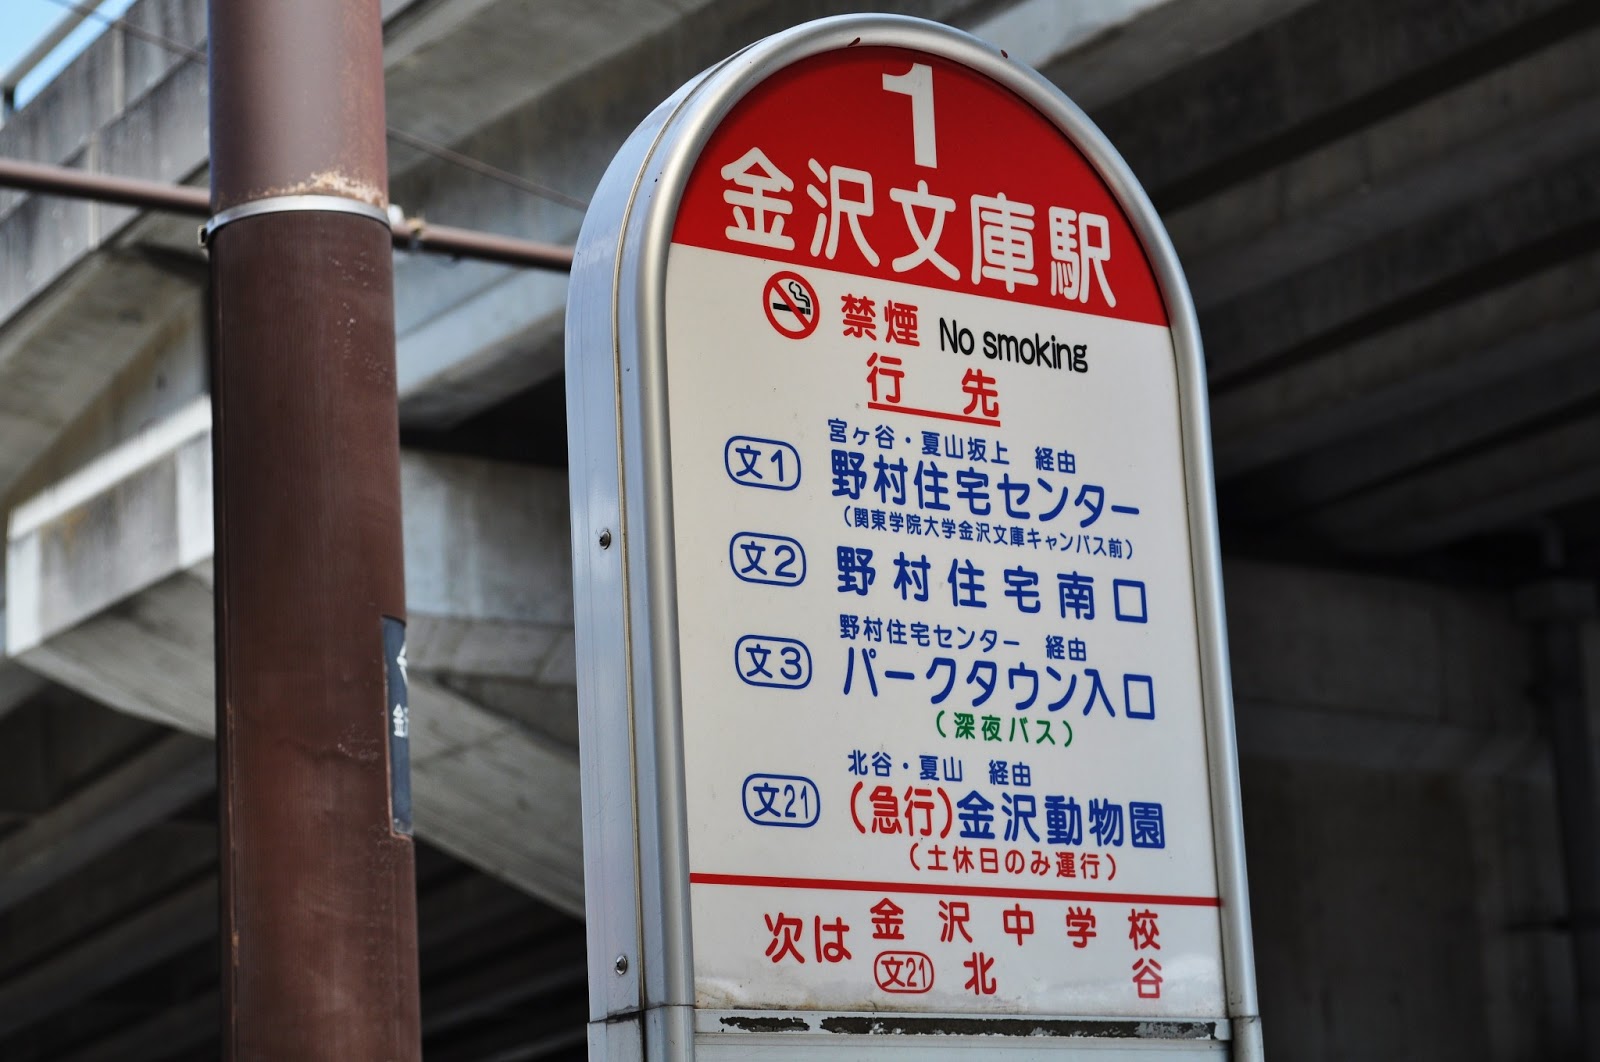 1
金沢文庫駅
禁煙 No smoking
行 先
宮ヶ谷・夏山坂上 経由
文1 野村住宅センター
（関東学院大学金沢文庫キャンパス前）
文2 野村住宅南口
野村住宅センター 経由
文3 パークタウン入口
（深夜バス）
北谷・夏山 経由
文21 （急行）金沢動物園
（土休日のみ運行）
次は 金沢中学校
文21 北谷
金